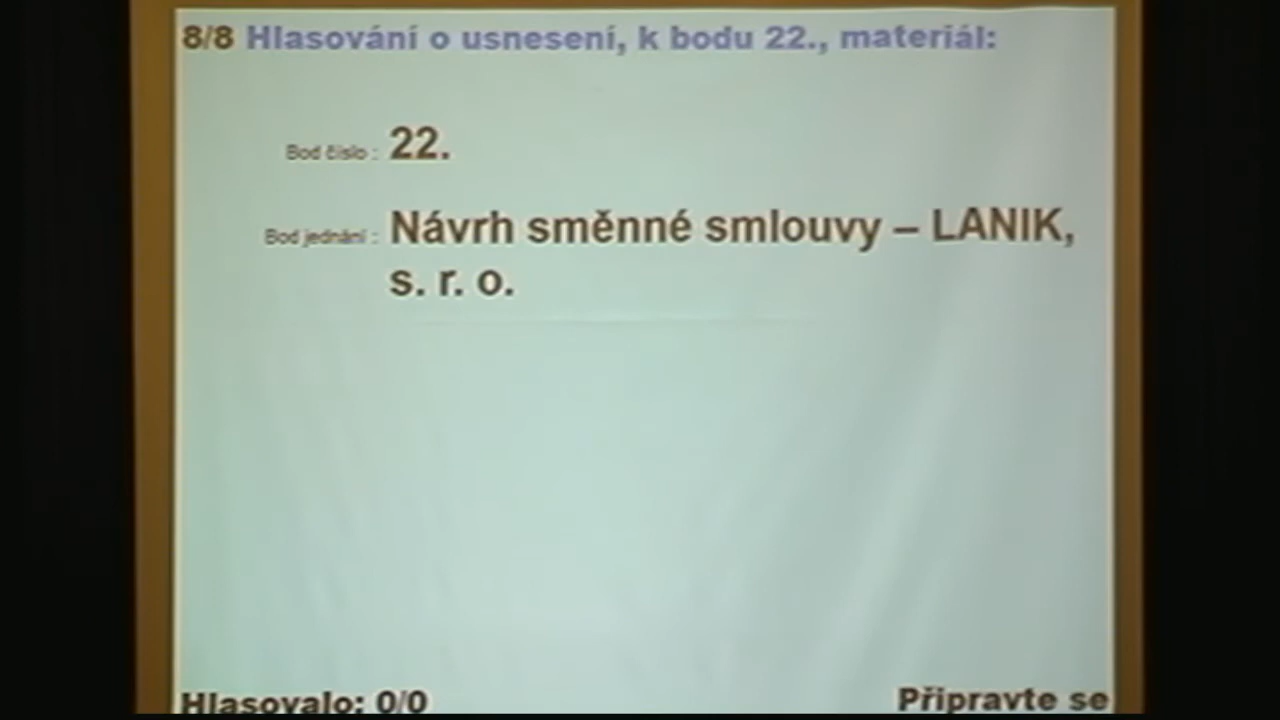 8/8 Hlasování o usnesení, k bodu 22., materiál:
Bod číslo : 22.
Bod jednání : Návrh směnné smlouvy – LANIK,
s. r. o.
Hlasovalo: 0/0 Připravte se